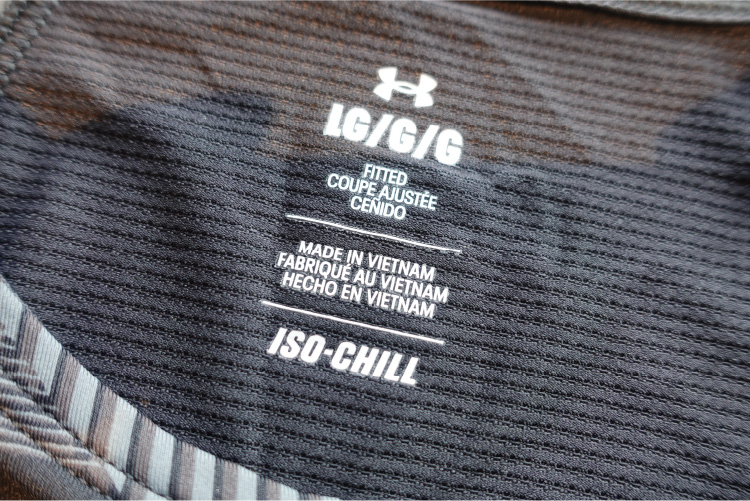 LG/G/G
FITTED
COUPE AJUSTÉE
CEÑIDO
MADE IN VIETNAM
FABRIQUÉ AU VIETNAM
HECHO EN VIETNAM
ISO-CHILL